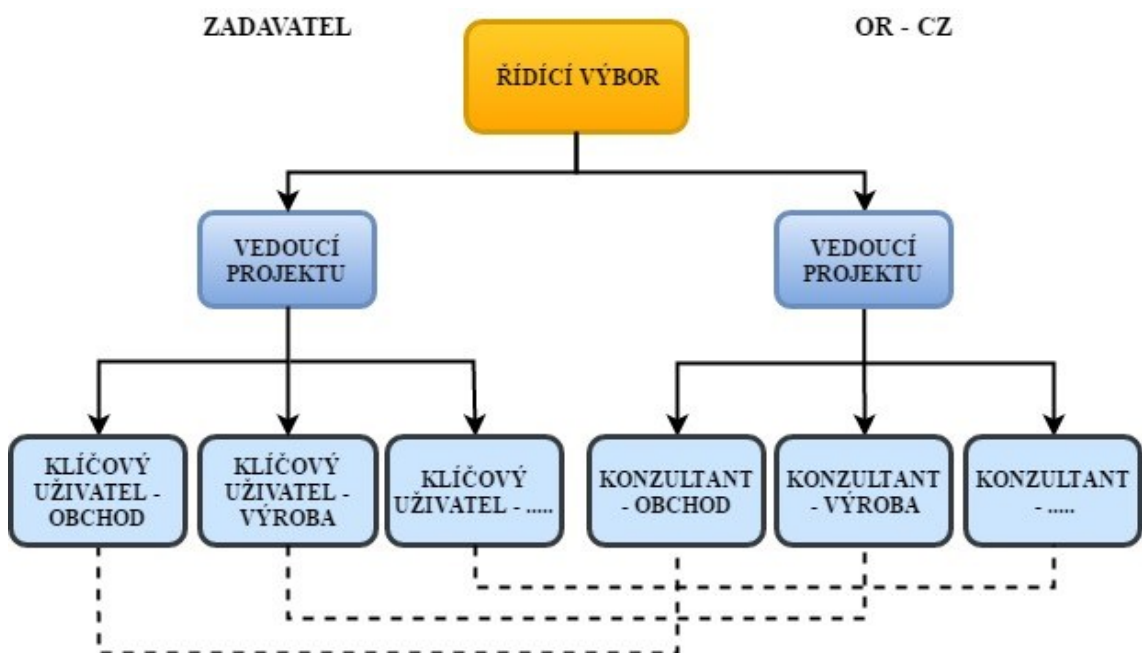 ZADAVATEL
OR - CZ
ŘÍDÍCÍ VÝBOR
VEDOUCÍ
PROJEKTU
VEDOUCÍ
PROJEKTU
KLÍČOVÝ
UŽIVATEL -
OBCHOD
KLÍČOVÝ
UŽIVATEL -
VÝROBA
KLÍČOVÝ
UŽIVATEL - .....
KONZULTANT
- OBCHOD
KONZULTANT
- VÝROBA
KONZULTANT
- .....